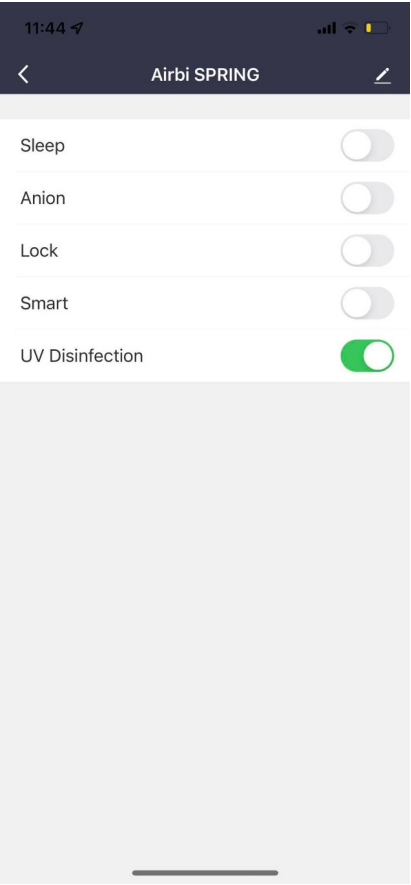 11:44
Airbi SPRING
Sleep
Anion
Lock
Smart
UV Disinfection